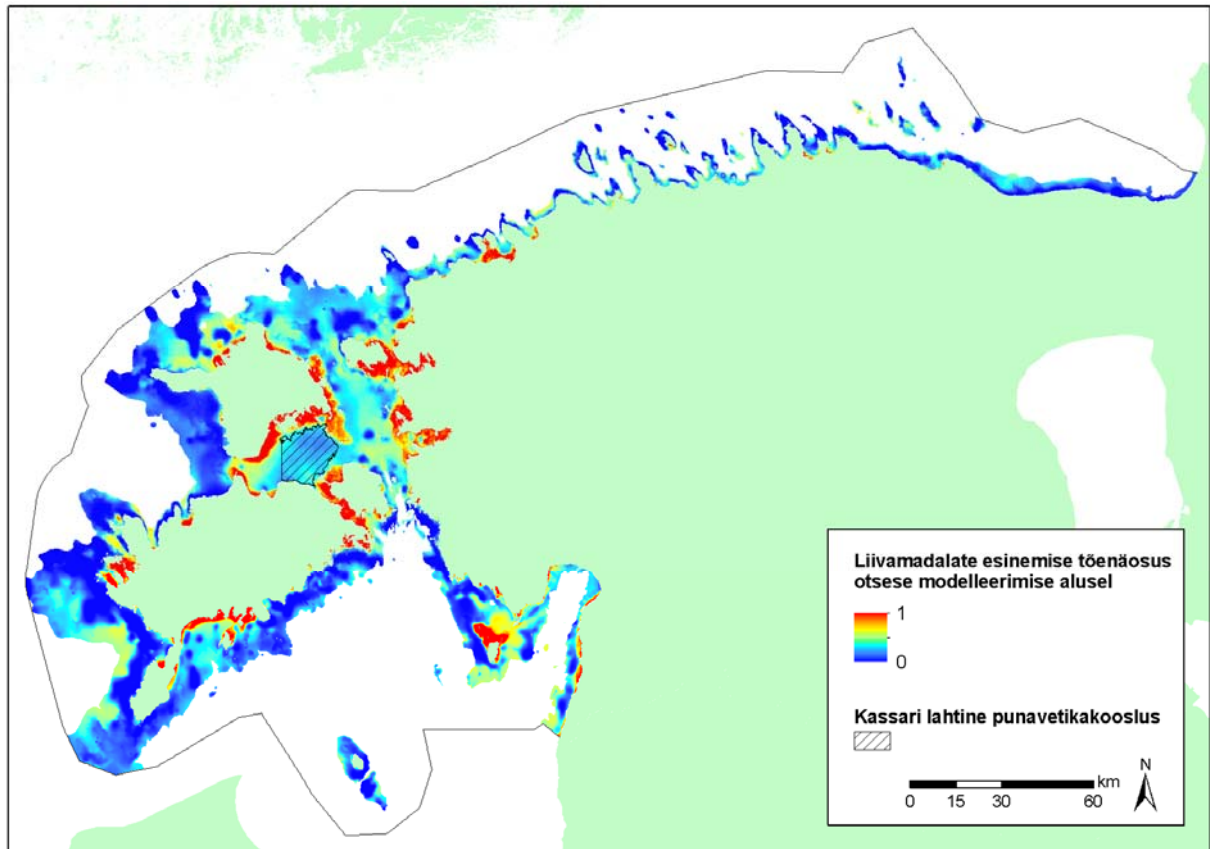 Liivamadalate esinemise tõenäosus
otsese modelleerimise alusel
1
0
Kassari lahtine punavetikakooslus
N
km
0 15 30 60